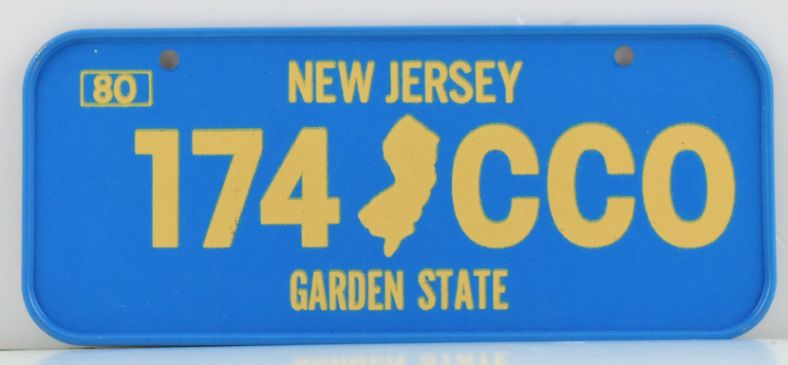 80
NEW JERSEY
174 CCO
GARDEN STATE